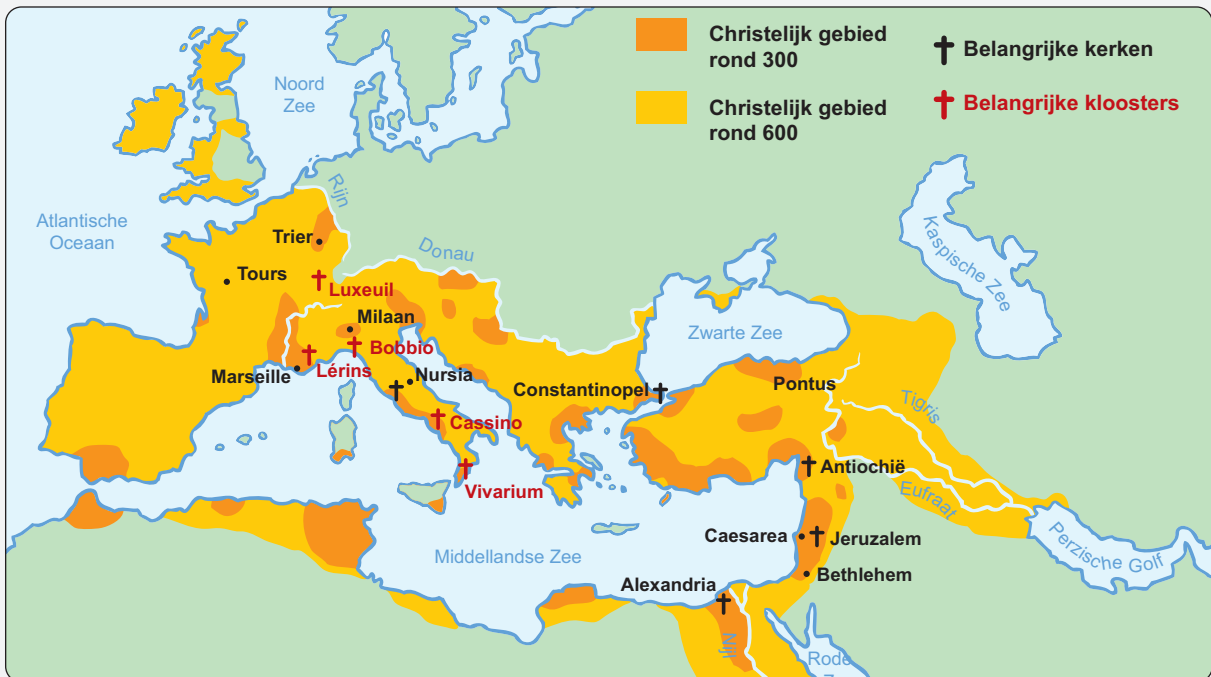 Christelijk gebied
rond 300
Christelijk gebied
rond 600
Belangrijke kerken
Belangrijke kloosters
Noord
Zee
Atlantische
Oceaan
Rijn
Donau
Trier
Tours
Luxeuil
Milaan
Bobbio
Marseille
Lérins
Nursia
Cassino
Vivarium
Constantinopel
Zwarte Zee
Kaspische Zee
Pontus
Tigris
Antiochië
Eufraat
Caesarea
Jeruzalem
Perzische Golf
Middellandse Zee
Alexandria
Bethlehem
Nijl
Rode